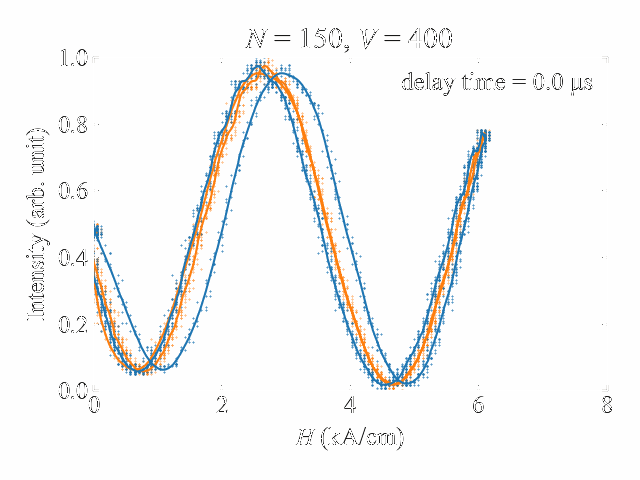 N = 150, V = 400
delay time = 0.0 μs
Intensity (arb. unit)
1.0
0.8
0.6
0.4
0.2
0.0
0 2 4 6 8
H (kA/cm)